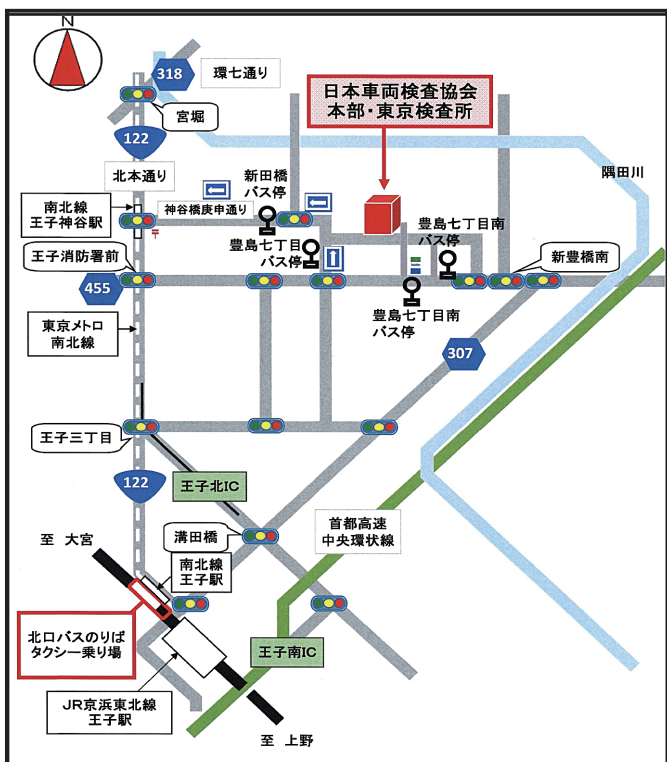 N
318
環七通り
宮堀
122
北本通り
日本車両検査協会
本部・東京検査所
隅田川
新田橋
バス停
南北線
王子神谷駅
神谷橋庚申通り
豊島七丁目
バス停
豊島七丁目南
バス停
新豊橋南
王子消防署前
455
豊島七丁目南
バス停
東京メトロ
南北線
307
王子三丁目
122
王子北IC
首都高速
中央環状線
溝田橋
至 大宮
南北線
王子駅
北口バスのりば
タクシー乗り場
王子南IC
JR京浜東北線
王子駅
至 上野